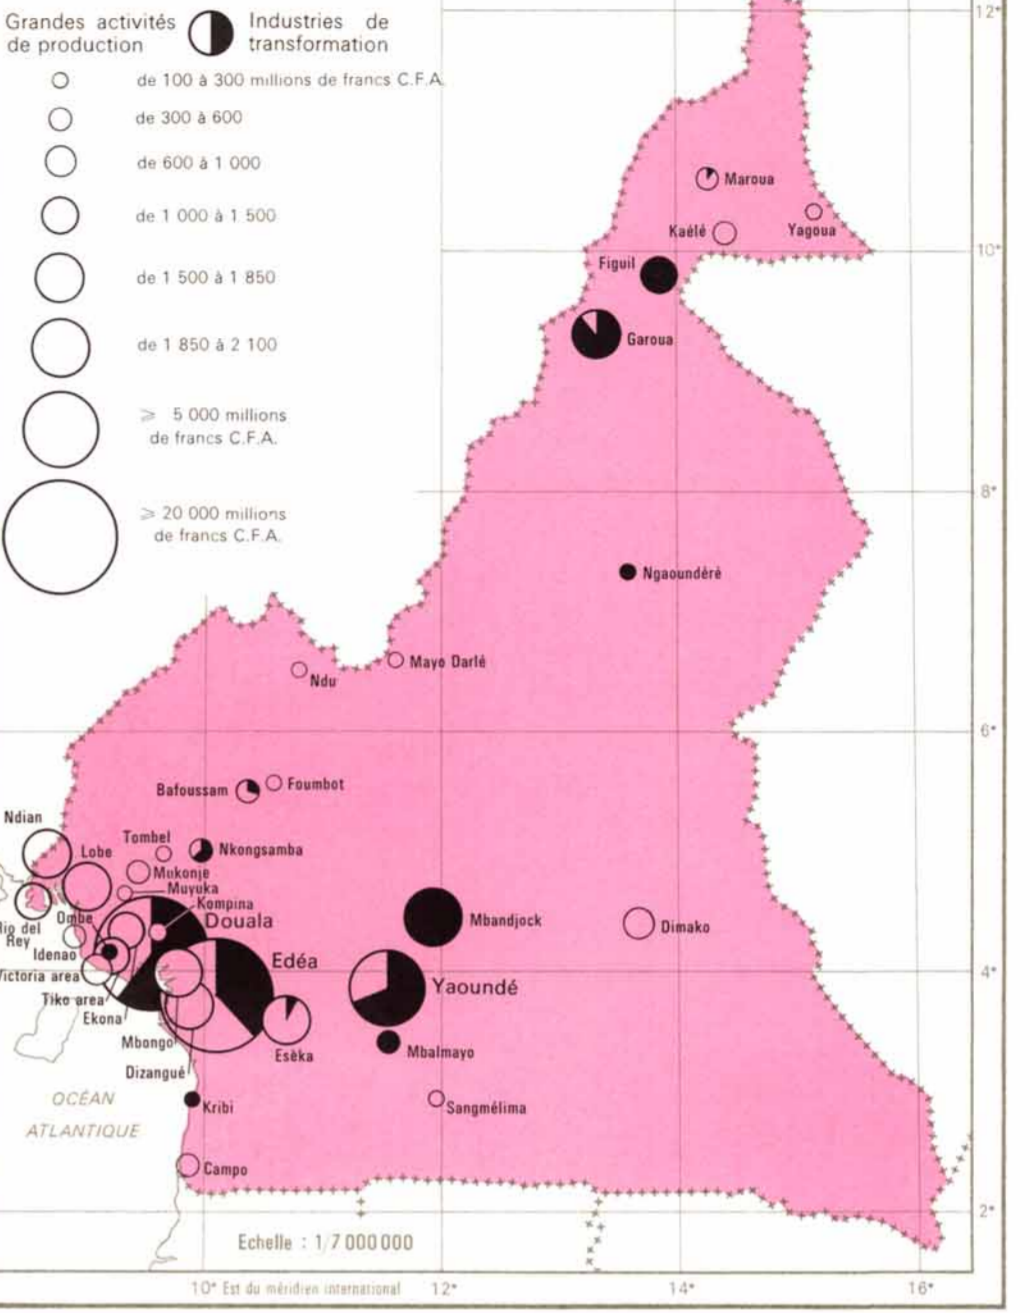 Grandes activités
de production
Industries de
transformation
de 100 à 300 millions de francs C.F.A.
de 300 à 600
de 600 à 1 000
de 1 000 à 1 500
de 1 500 à 1 850
de 1 850 à 2 100
⩾ 5 000 millions
de francs C.F.A.
⩾ 20 000 millions
de francs C.F.A.
12°
Maroua
Kaélé
Yagoua
10°
Figuil
Garoua
8°
Ngaoundéré
Mayo Darlé
Ndu
6°
Bafoussam
Foumbot
Ndian
Tombel
Nkongsamba
Lobe
Mukonje
Muyuka
Kompina
Ombe
Douala
Mbandjock
Dimako
Rio del
Rey
Idenao
Edéa
Victoria area
4°
Yaoundé
Tiko area
Ekona
Mbongo
Esèka
Mbalmayo
Dizangué
OCÉAN
ATLANTIQUE
Kribi
Sangmélima
Campo
2°
Echelle : 1/7 000 000
10° Est du méridien international
12°
14°
16°